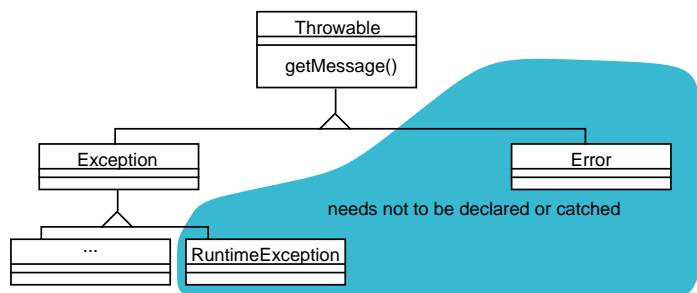 Throwable
getMessage()
Exception
Error
needs not to be declared or catched
...
RuntimeException